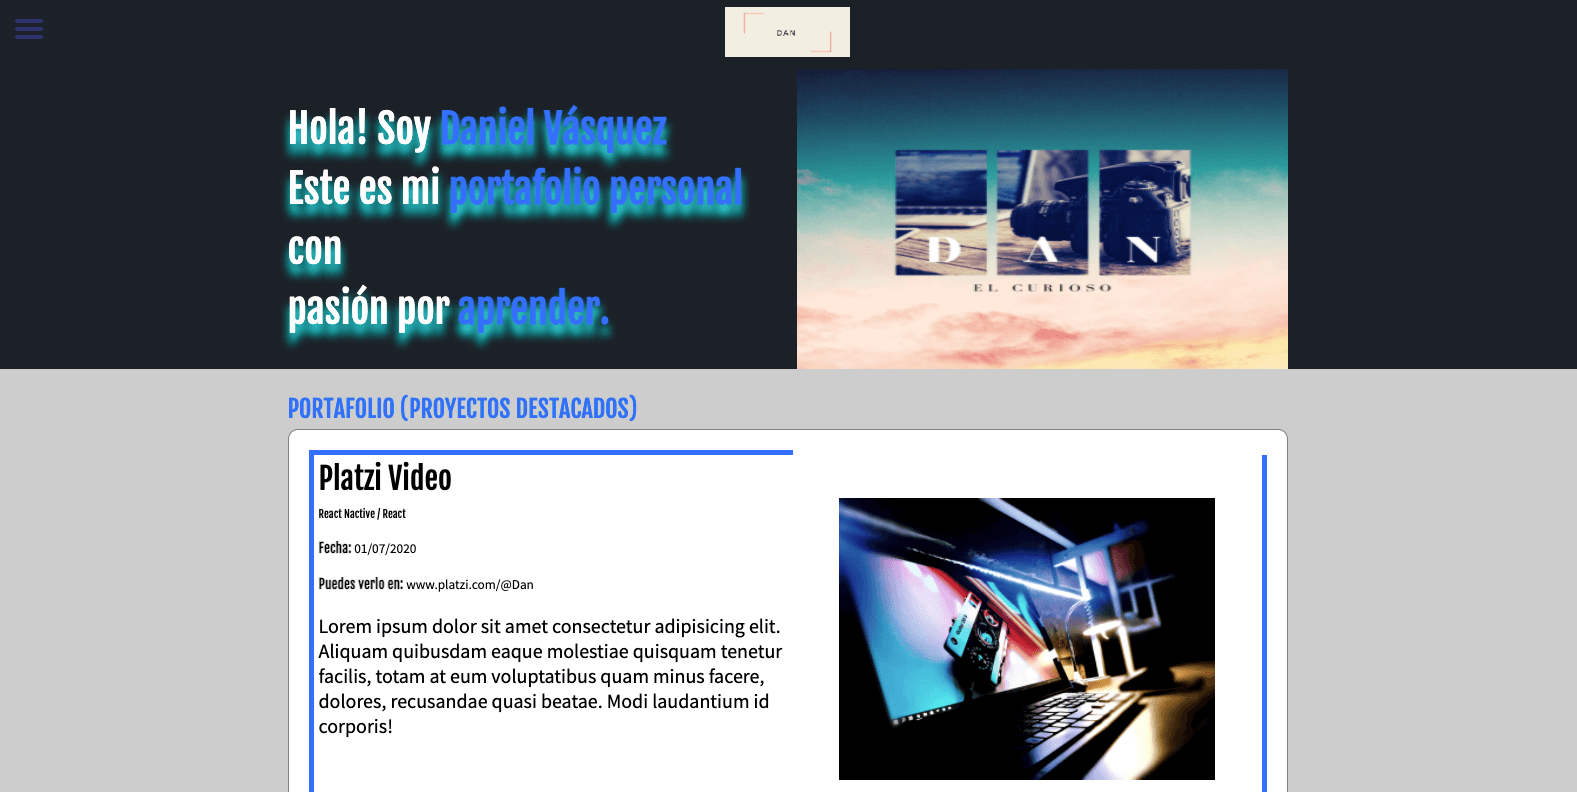 DAN
Hola! Soy Daniel Vásquez
Este es mi portafolio personal
con
pasión por aprender.
D A N
EL CURIOSO
PORTAFOLIO (PROYECTOS DESTACADOS)
Platzi Video
React Nactive / React
Fecha: 01/07/2020
Puedes verlo en: www.platzi.com/@Dan
Lorem ipsum dolor sit amet consectetur adipisicing elit.
Aliquam quibusdam eaque molestiae quisquam tenetur
facilis, totam at eum voluptatibus quam minus facere,
dolores, recusandae quasi beatae. Modi laudantium id
corporis!